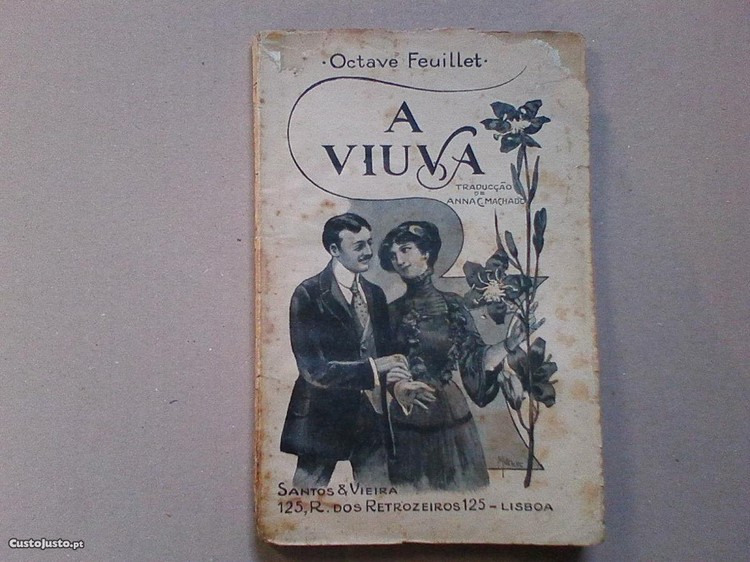 ·Octave Feuillet·
A
VIUVA
TRADUCÇÃO
DE
ANNA C. MACHADO
SANTOS & VIEIRA
125, R. DOS RETROZEIROS 125 – LISBOA
CustoJusto.pt